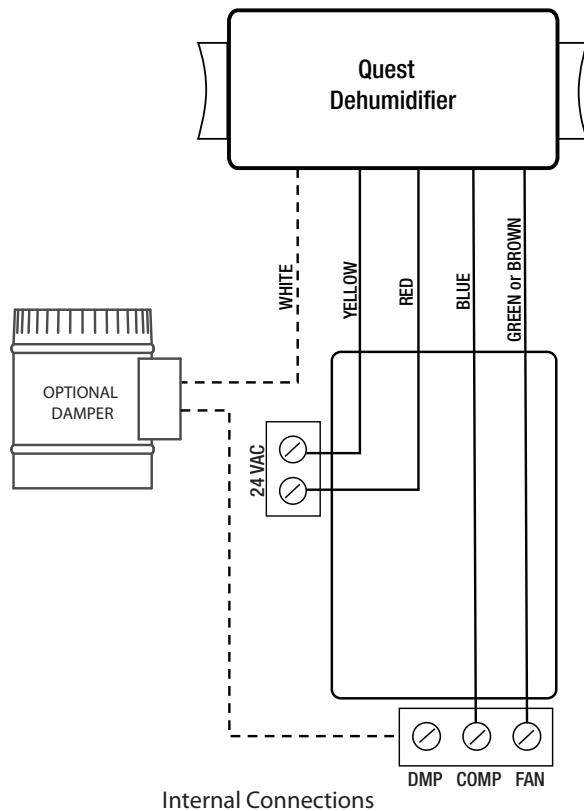 Quest
Dehumidifier
WHITE
YELLOW
RED
BLUE
GREEN or BROWN
OPTIONAL
DAMPER
24 VAC
DMP COMP FAN
Internal Connections